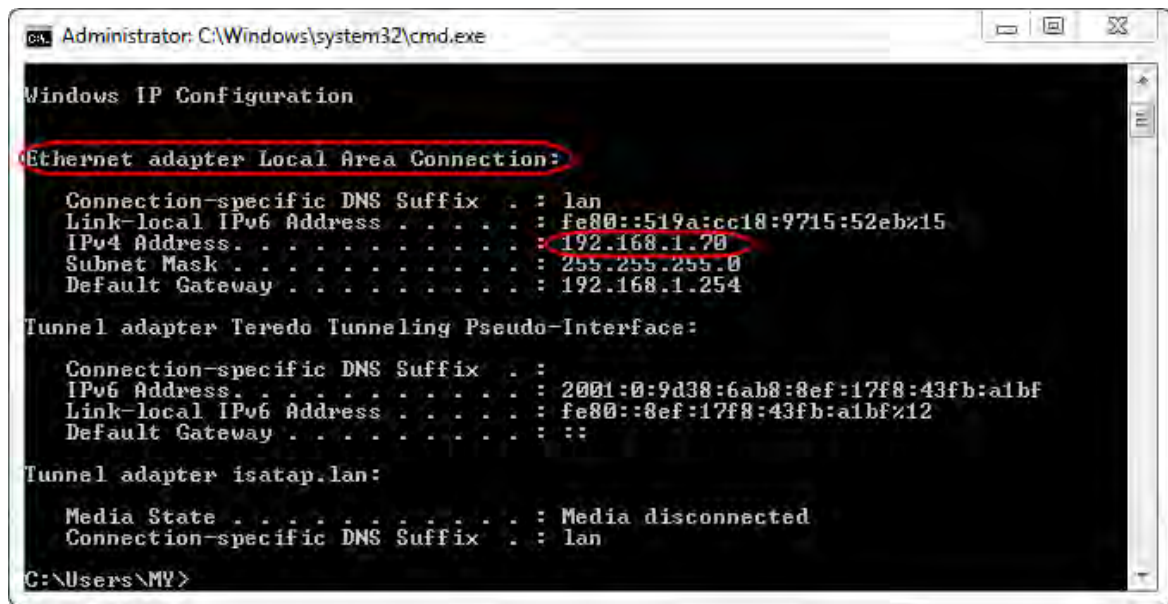 Administrator: C:\Windows\system32\cmd.exe
Windows IP Configuration
Ethernet adapter Local Area Connection:
Connection-specific DNS Suffix . : lan
Link-local IPv6 Address . . . . . : fe80::519a:cc18:9715:52eb%15
IPv4 Address. . . . . . . . . . . : 192.168.1.70
Subnet Mask . . . . . . . . . . . : 255.255.255.0
Default Gateway . . . . . . . . . : 192.168.1.254
Tunnel adapter Teredo Tunneling Pseudo-Interface:
Connection-specific DNS Suffix . :
IPv6 Address. . . . . . . . . . . : 2001:0:9d38:6ab8:8ef:17f8:43fb:a1bf
Link-local IPv6 Address . . . . . : fe80::8ef:17f8:43fb:a1bf%12
Default Gateway . . . . . . . . . : ::
Tunnel adapter isatap.lan:
Media State . . . . . . . . . . . : Media disconnected
Connection-specific DNS Suffix . : lan
C:\Users\MY>